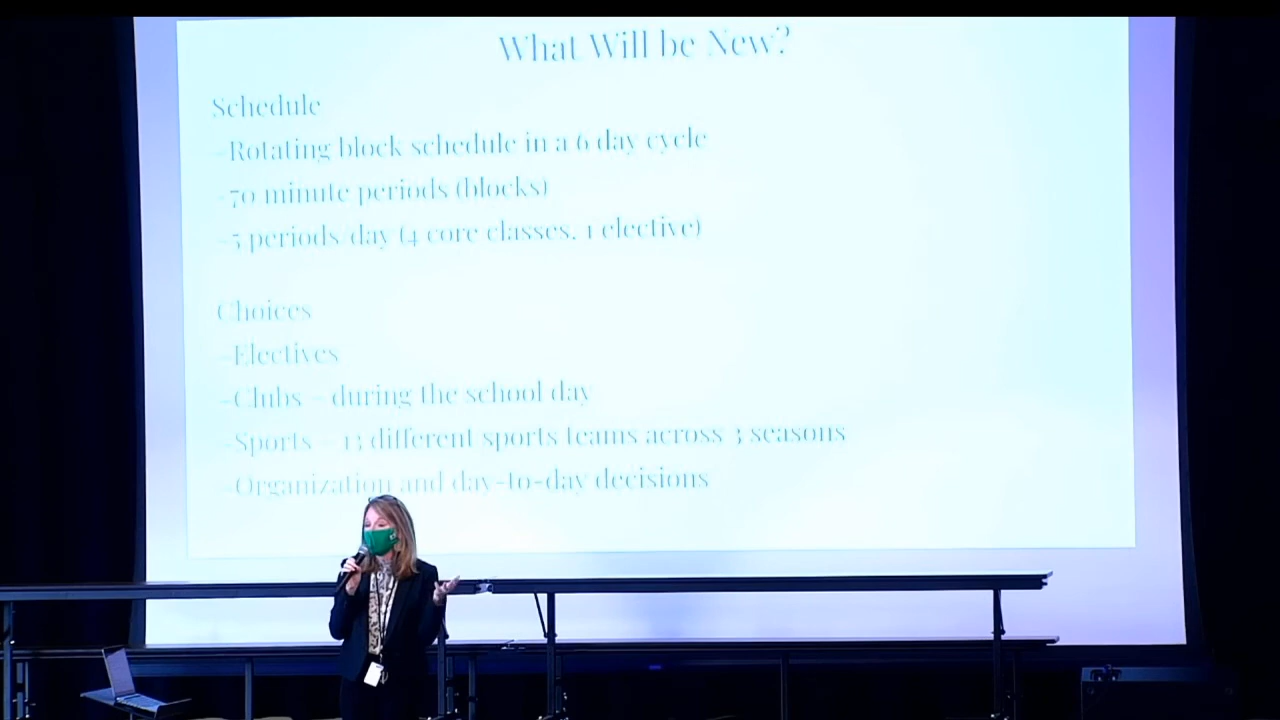 What Will be New?
Schedule
-Rotating block schedule in a 6 day cycle
-70 minute periods (blocks)
-5 periods/day (4 core classes, 1 elective)
Choices
-Electives
-Clubs – during the school day
-Sports – 13 different sports teams across 3 seasons
-Organization and day-to-day decisions